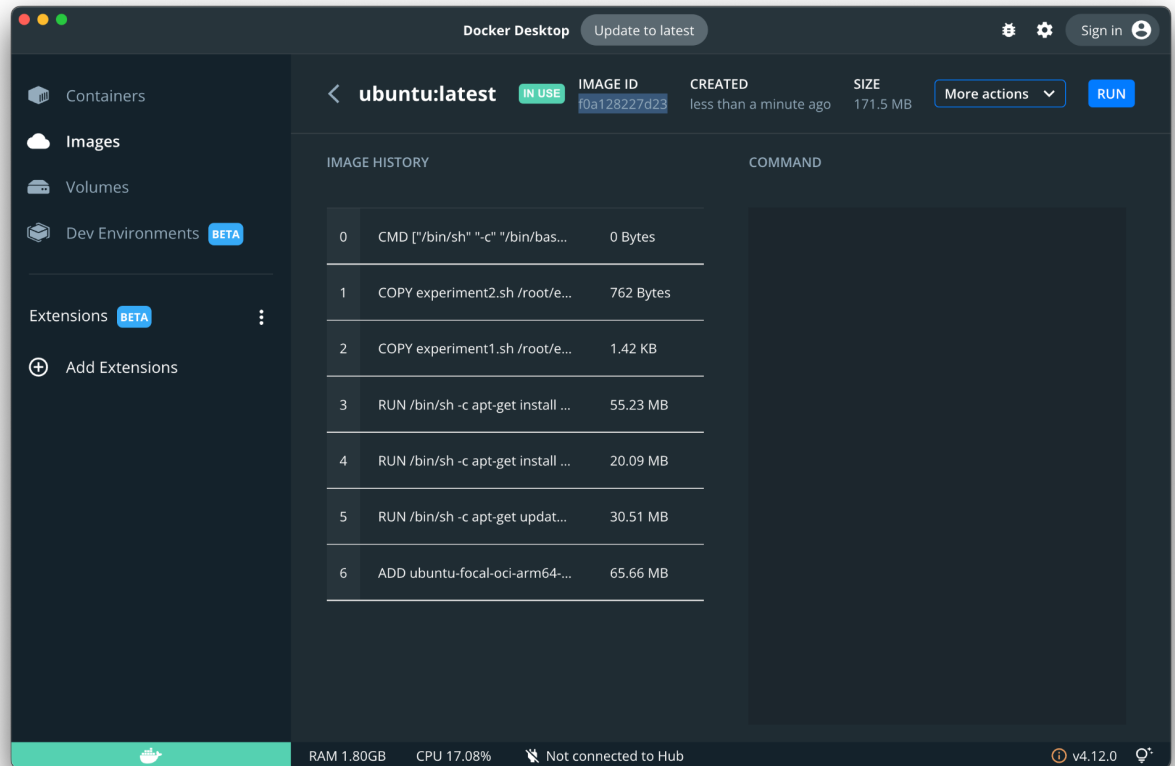 Docker Desktop Update to latest Sign in
Containers
Images
Volumes
Dev Environments BETA
Extensions BETA
Add Extensions
ubuntu:latest IN USE
IMAGE ID
f0a128227d23
CREATED
less than a minute ago
SIZE
171.5 MB
More actions RUN
IMAGE HISTORY
0 CMD ["/bin/sh" "-c" "/bin/bas... 0 Bytes
1 COPY experiment2.sh /root/e... 762 Bytes
2 COPY experiment1.sh /root/e... 1.42 KB
3 RUN /bin/sh -c apt-get install ... 55.23 MB
4 RUN /bin/sh -c apt-get install ... 20.09 MB
5 RUN /bin/sh -c apt-get updat... 30.51 MB
6 ADD ubuntu-focal-oci-arm64-... 65.66 MB
COMMAND
RAM 1.80GB CPU 17.08% Not connected to Hub v4.12.0